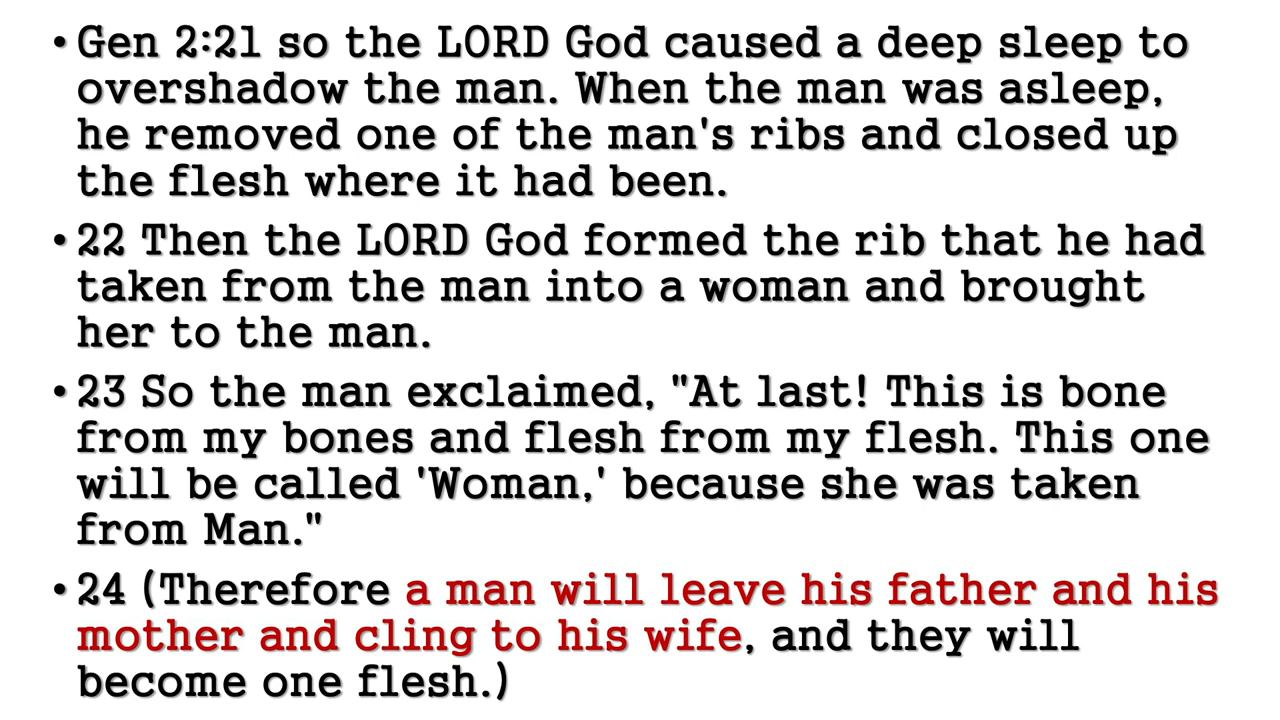 • Gen 2:21 so the LORD God caused a deep sleep to
overshadow the man. When the man was asleep,
he removed one of the man's ribs and closed up
the flesh where it had been.
• 22 Then the LORD God formed the rib that he had
taken from the man into a woman and brought
her to the man.
• 23 So the man exclaimed, "At last! This is bone
from my bones and flesh from my flesh. This one
will be called 'Woman,' because she was taken
from Man."
• 24 (Therefore a man will leave his father and his
mother and cling to his wife, and they will
become one flesh.)